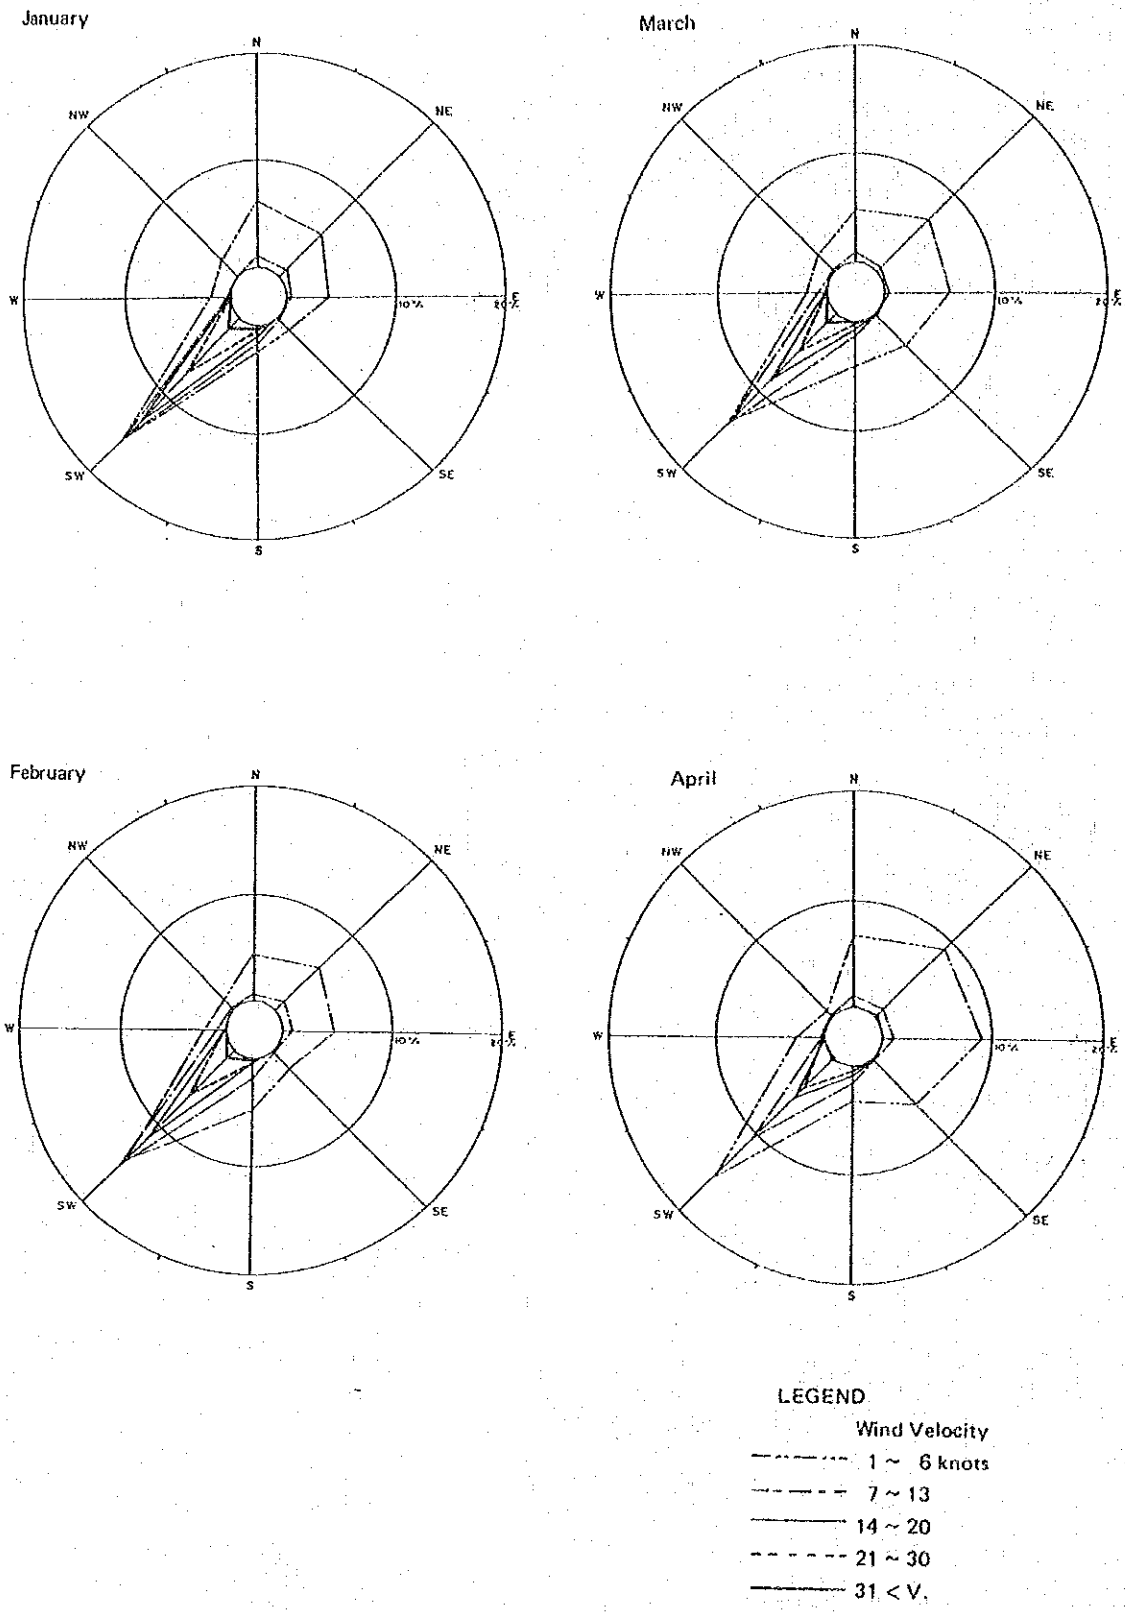 January
N
NW
NE
W
10%
E
20%
SW
SE
S
March
N
NW
NE
W
10%
E
20%
SW
SE
S
February
N
NW
NE
W
10%
E
20%
SW
SE
S
April
N
NW
NE
W
10%
E
20%
SW
SE
S
LEGEND
Wind Velocity
1 ~ 6 knots
7 ~ 13
14 ~ 20
21 ~ 30
31 < V.